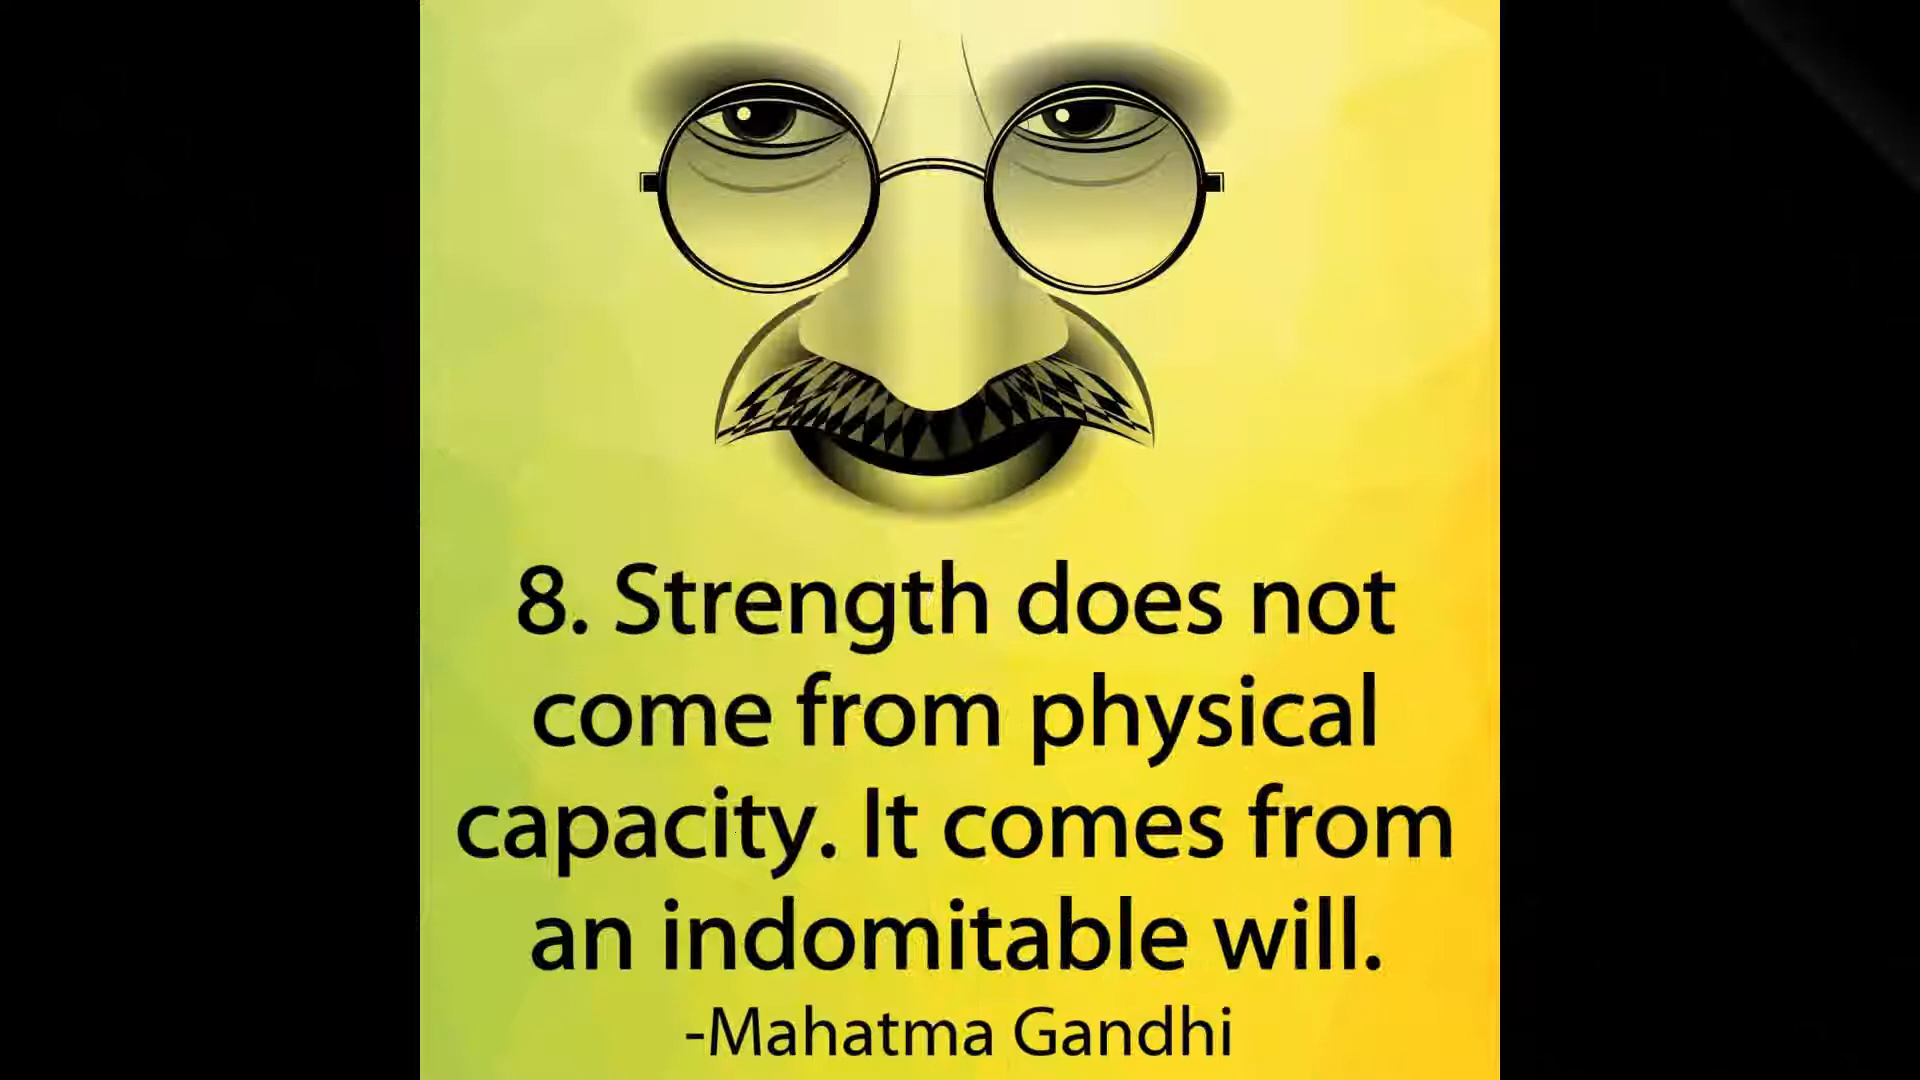 8. Strength does not
come from physical
capacity. It comes from
an indomitable will.
-Mahatma Gandhi